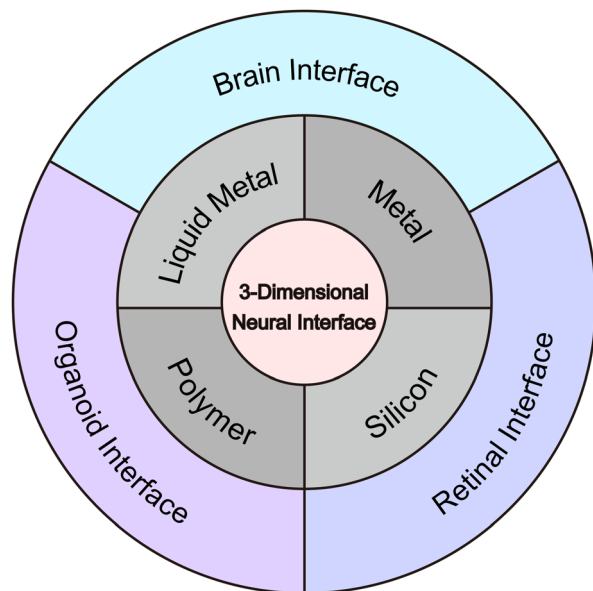 Brain Interface
Liquid Metal
Metal
3-Dimensional
Neural Interface
Polymer
Silicon
Organoid Interface
Retinal Interface